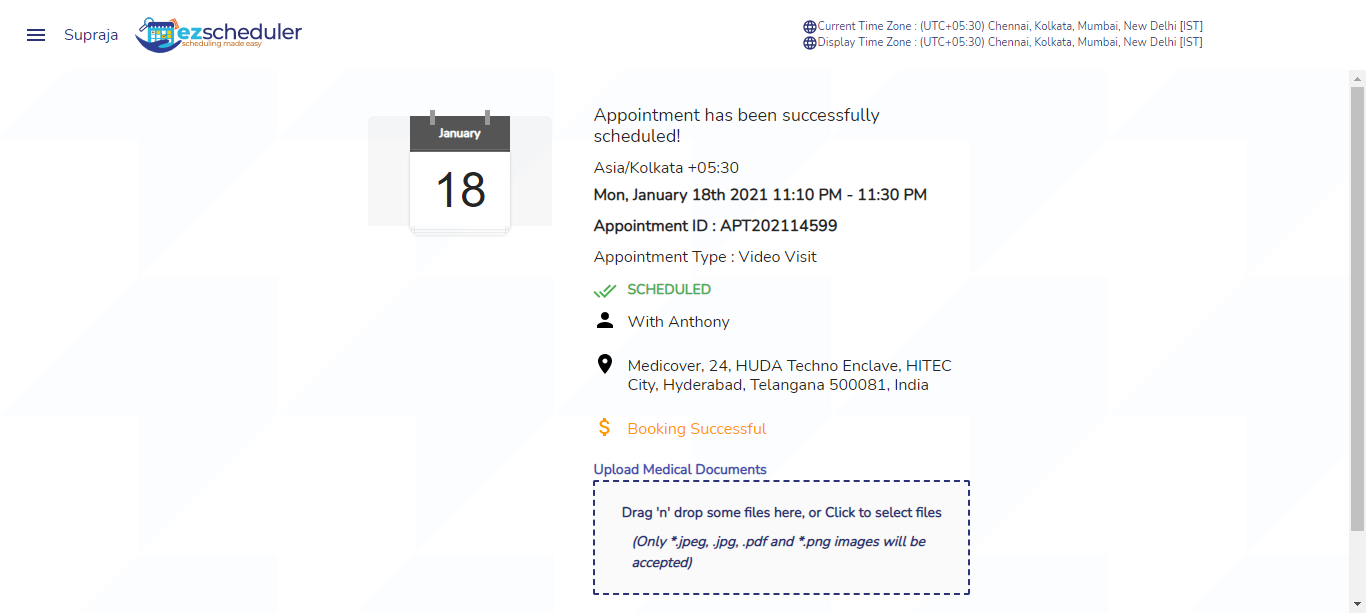 Supraja
ezscheduler
scheduling made easy
Current Time Zone : (UTC+05:30) Chennai, Kolkata, Mumbai, New Delhi [IST]
Display Time Zone : (UTC+05:30) Chennai, Kolkata, Mumbai, New Delhi [IST]
January
18
Appointment has been successfully
scheduled!
Asia/Kolkata +05:30
Mon, January 18th 2021 11:10 PM - 11:30 PM
Appointment ID : APT202114599
Appointment Type : Video Visit
SCHEDULED
With Anthony
Medicover, 24, HUDA Techno Enclave, HITEC
City, Hyderabad, Telangana 500081, India
$ Booking Successful
Upload Medical Documents
Drag 'n' drop some files here, or Click to select files
(Only *.jpeg, .jpg, .pdf and *.png images will be
accepted)